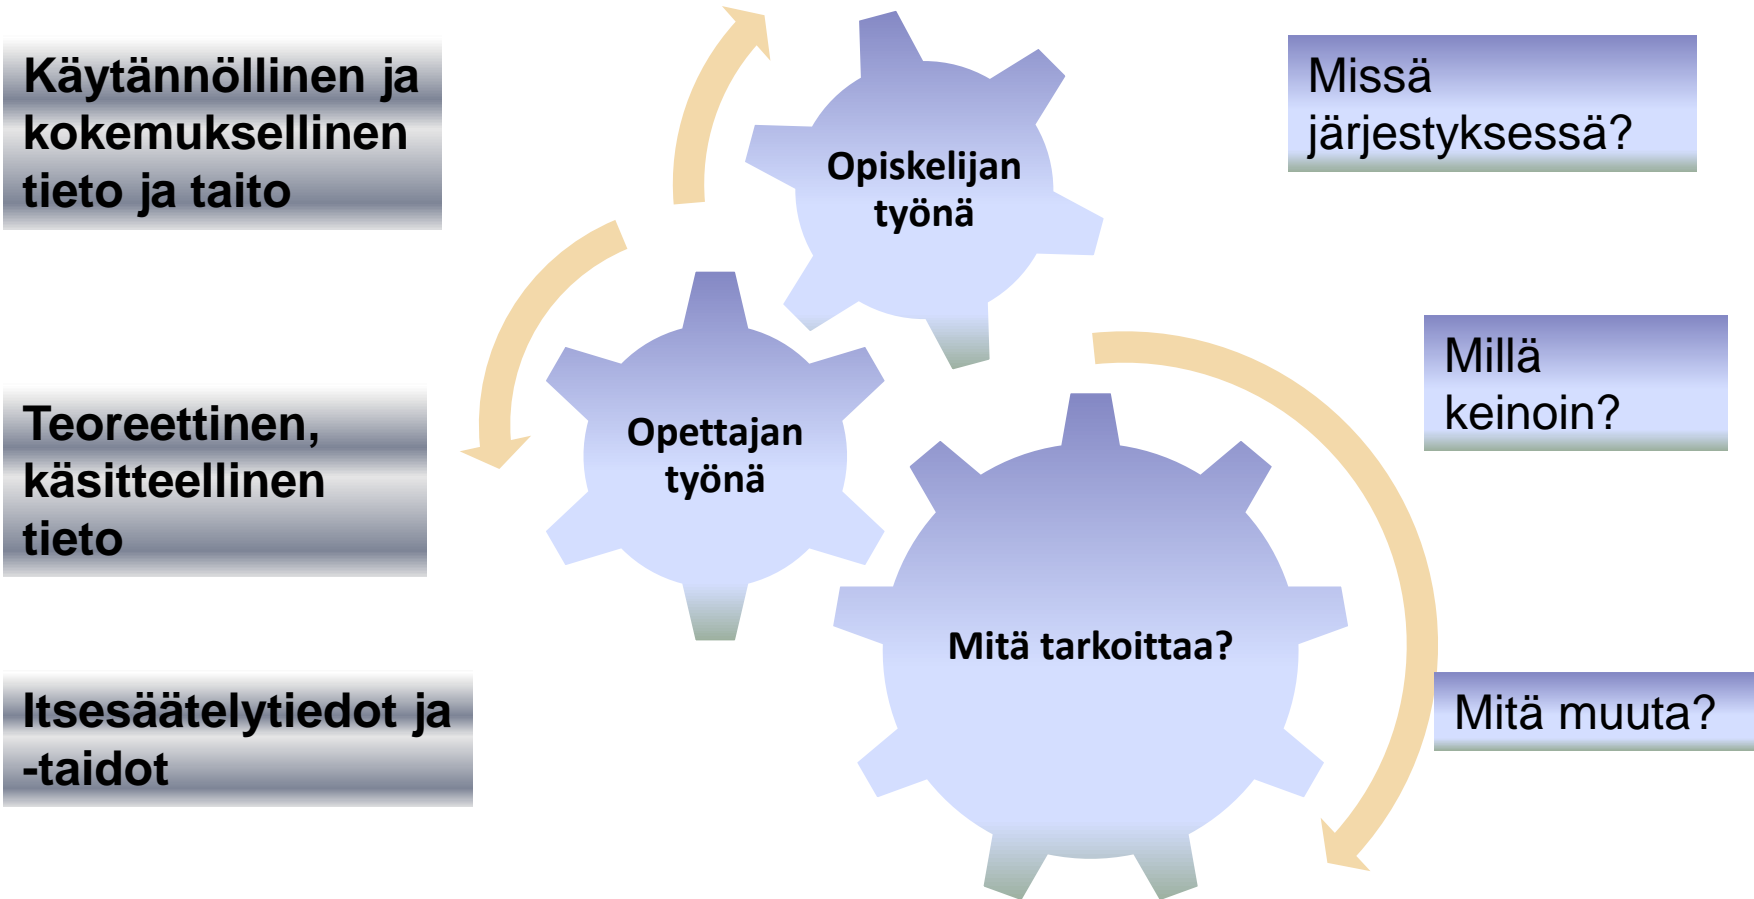 Käytännöllinen ja
kokemuksellinen
tieto ja taito
Teoreettinen,
käsitteellinen
tieto
Itsesäätelytiedot ja
-taidot
Opiskelijan
työnä
Opettajan
työnä
Mitä tarkoittaa?
Missä
järjestyksessä?
Millä
keinoin?
Mitä muuta?